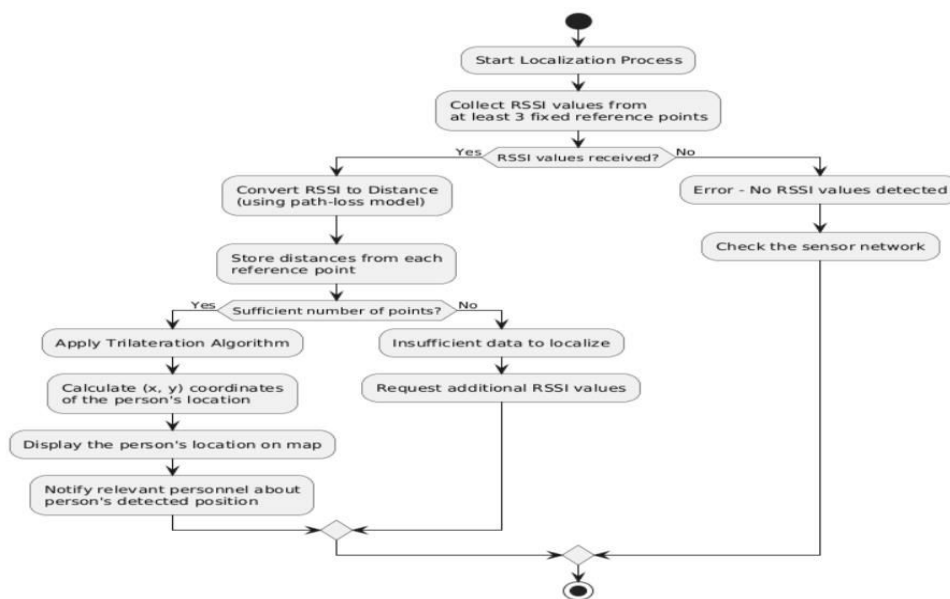 Start Localization Process
Collect RSSI values from
at least 3 fixed reference points
Yes
RSSI values received?
No
Convert RSSI to Distance
(using path-loss model)
Error - No RSSI values detected
Store distances from each
reference point
Check the sensor network
Yes
Sufficient number of points?
No
Apply Trilateration Algorithm
Insufficient data to localize
Calculate (x, y) coordinates
of the person's location
Request additional RSSI values
Display the person's location on map
Notify relevant personnel about
person's detected position